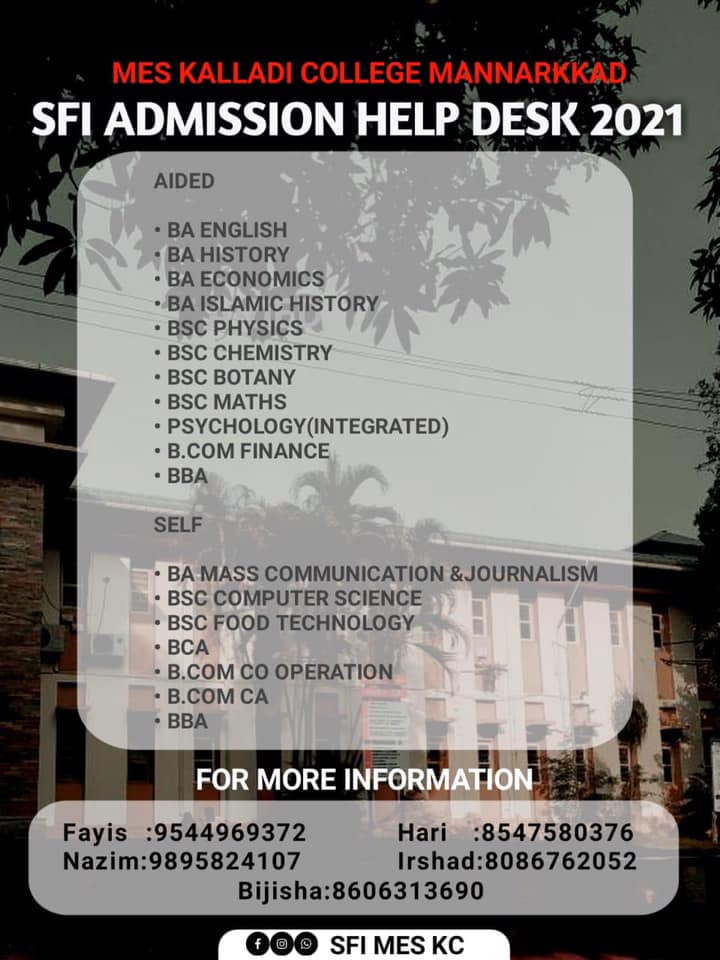 MES KALLADI COLLEGE MANNARKKAD
SFI ADMISSION HELP DESK 2021
AIDED
• BA ENGLISH
• BA HISTORY
• BA ECONOMICS
• BA ISLAMIC HISTORY
• BSC PHYSICS
• BSC CHEMISTRY
• BSC BOTANY
• BSC MATHS
• PSYCHOLOGY(INTEGRATED)
• B.COM FINANCE
• BBA
SELF
• BA MASS COMMUNICATION &JOURNALISM
• BSC COMPUTER SCIENCE
• BSC FOOD TECHNOLOGY
• BCA
• B.COM CO OPERATION
• B.COM CA
• BBA
FOR MORE INFORMATION
Fayis :9544969372 Hari :8547580376
Nazim:9895824107 Irshad:8086762052
Bijisha:8606313690
SFI MES KC